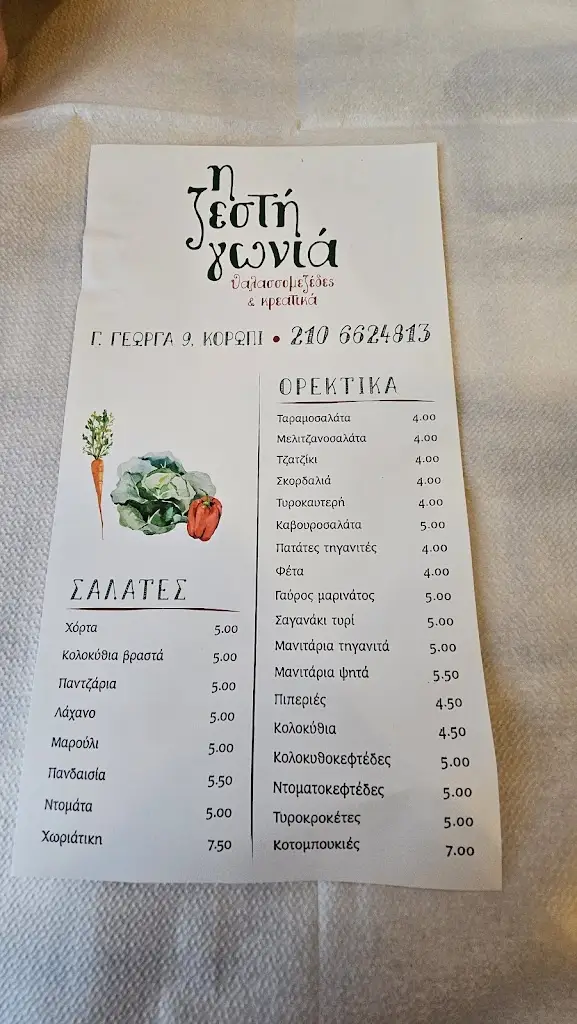 η
ζεστή
γωνιά
θαλασσομεζέδες
& κρεατικά
Γ. ΓΕΩΡΓΑ 9, ΚΟΡΩΠΙ • 210 6624813
ΣΑΛΑΤΕΣ
Χόρτα 5.00
Κολοκύθια βραστά 5.00
Παντζάρια 5.00
Λάχανο 5.00
Μαρούλι 5.00
Πανδαισία 5.50
Ντομάτα 5.00
Χωριάτικη 7.50
ΟΡΕΚΤΙΚΑ
Ταραμοσαλάτα 4.00
Μελιτζανοσαλάτα 4.00
Τζατζίκι 4.00
Σκορδαλιά 4.00
Τυροκαυτερή 4.00
Καβουροσαλάτα 5.00
Πατάτες τηγανιτές 4.00
Φέτα 4.00
Γαύρος μαρινάτος 5.00
Σαγανάκι τυρί 5.00
Μανιτάρια τηγανιτά 5.00
Μανιτάρια ψητά 5.50
Πιπεριές 4.50
Κολοκύθια 4.50
Κολοκυθοκεφτέδες 5.00
Ντοματοκεφτέδες 5.00
Τυροκροκέτες 5.00
Κοτομπουκιές 7.00